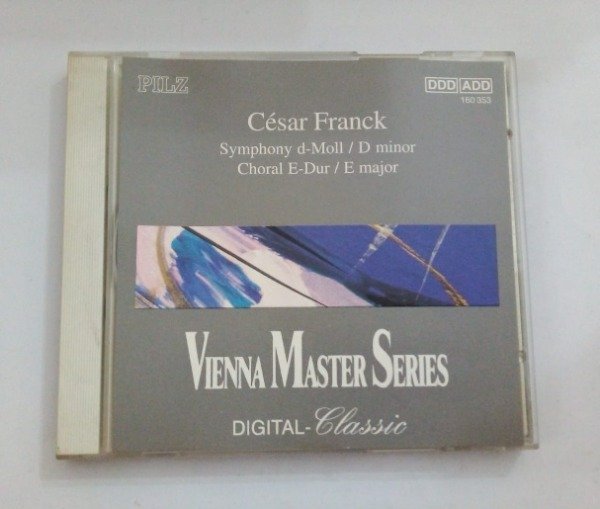 PILZ
DDD ADD
160 353
César Franck
Symphony d-Moll / D minor
Choral E-Dur / E major
VIENNA MASTER SERIES
DIGITAL-Classic